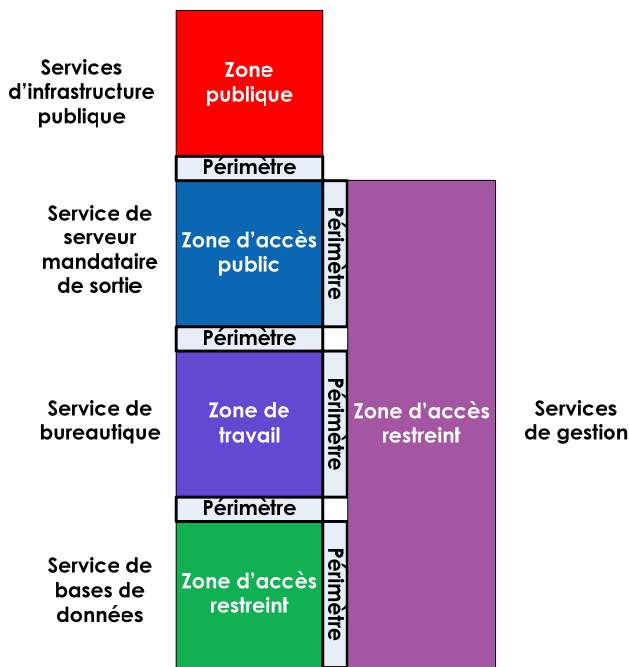 Services
d'infrastructure
publique
Zone
publique
Périmètre
Service de
serveur
mandataire
de sortie
Zone d'accès
public
Périmètre
Périmètre
Service de
bureautique
Zone de
travail
Périmètre
Zone d'accès
restreint
Services
de gestion
Périmètre
Service de
bases de
données
Zone d'accès
restreint
Périmètre